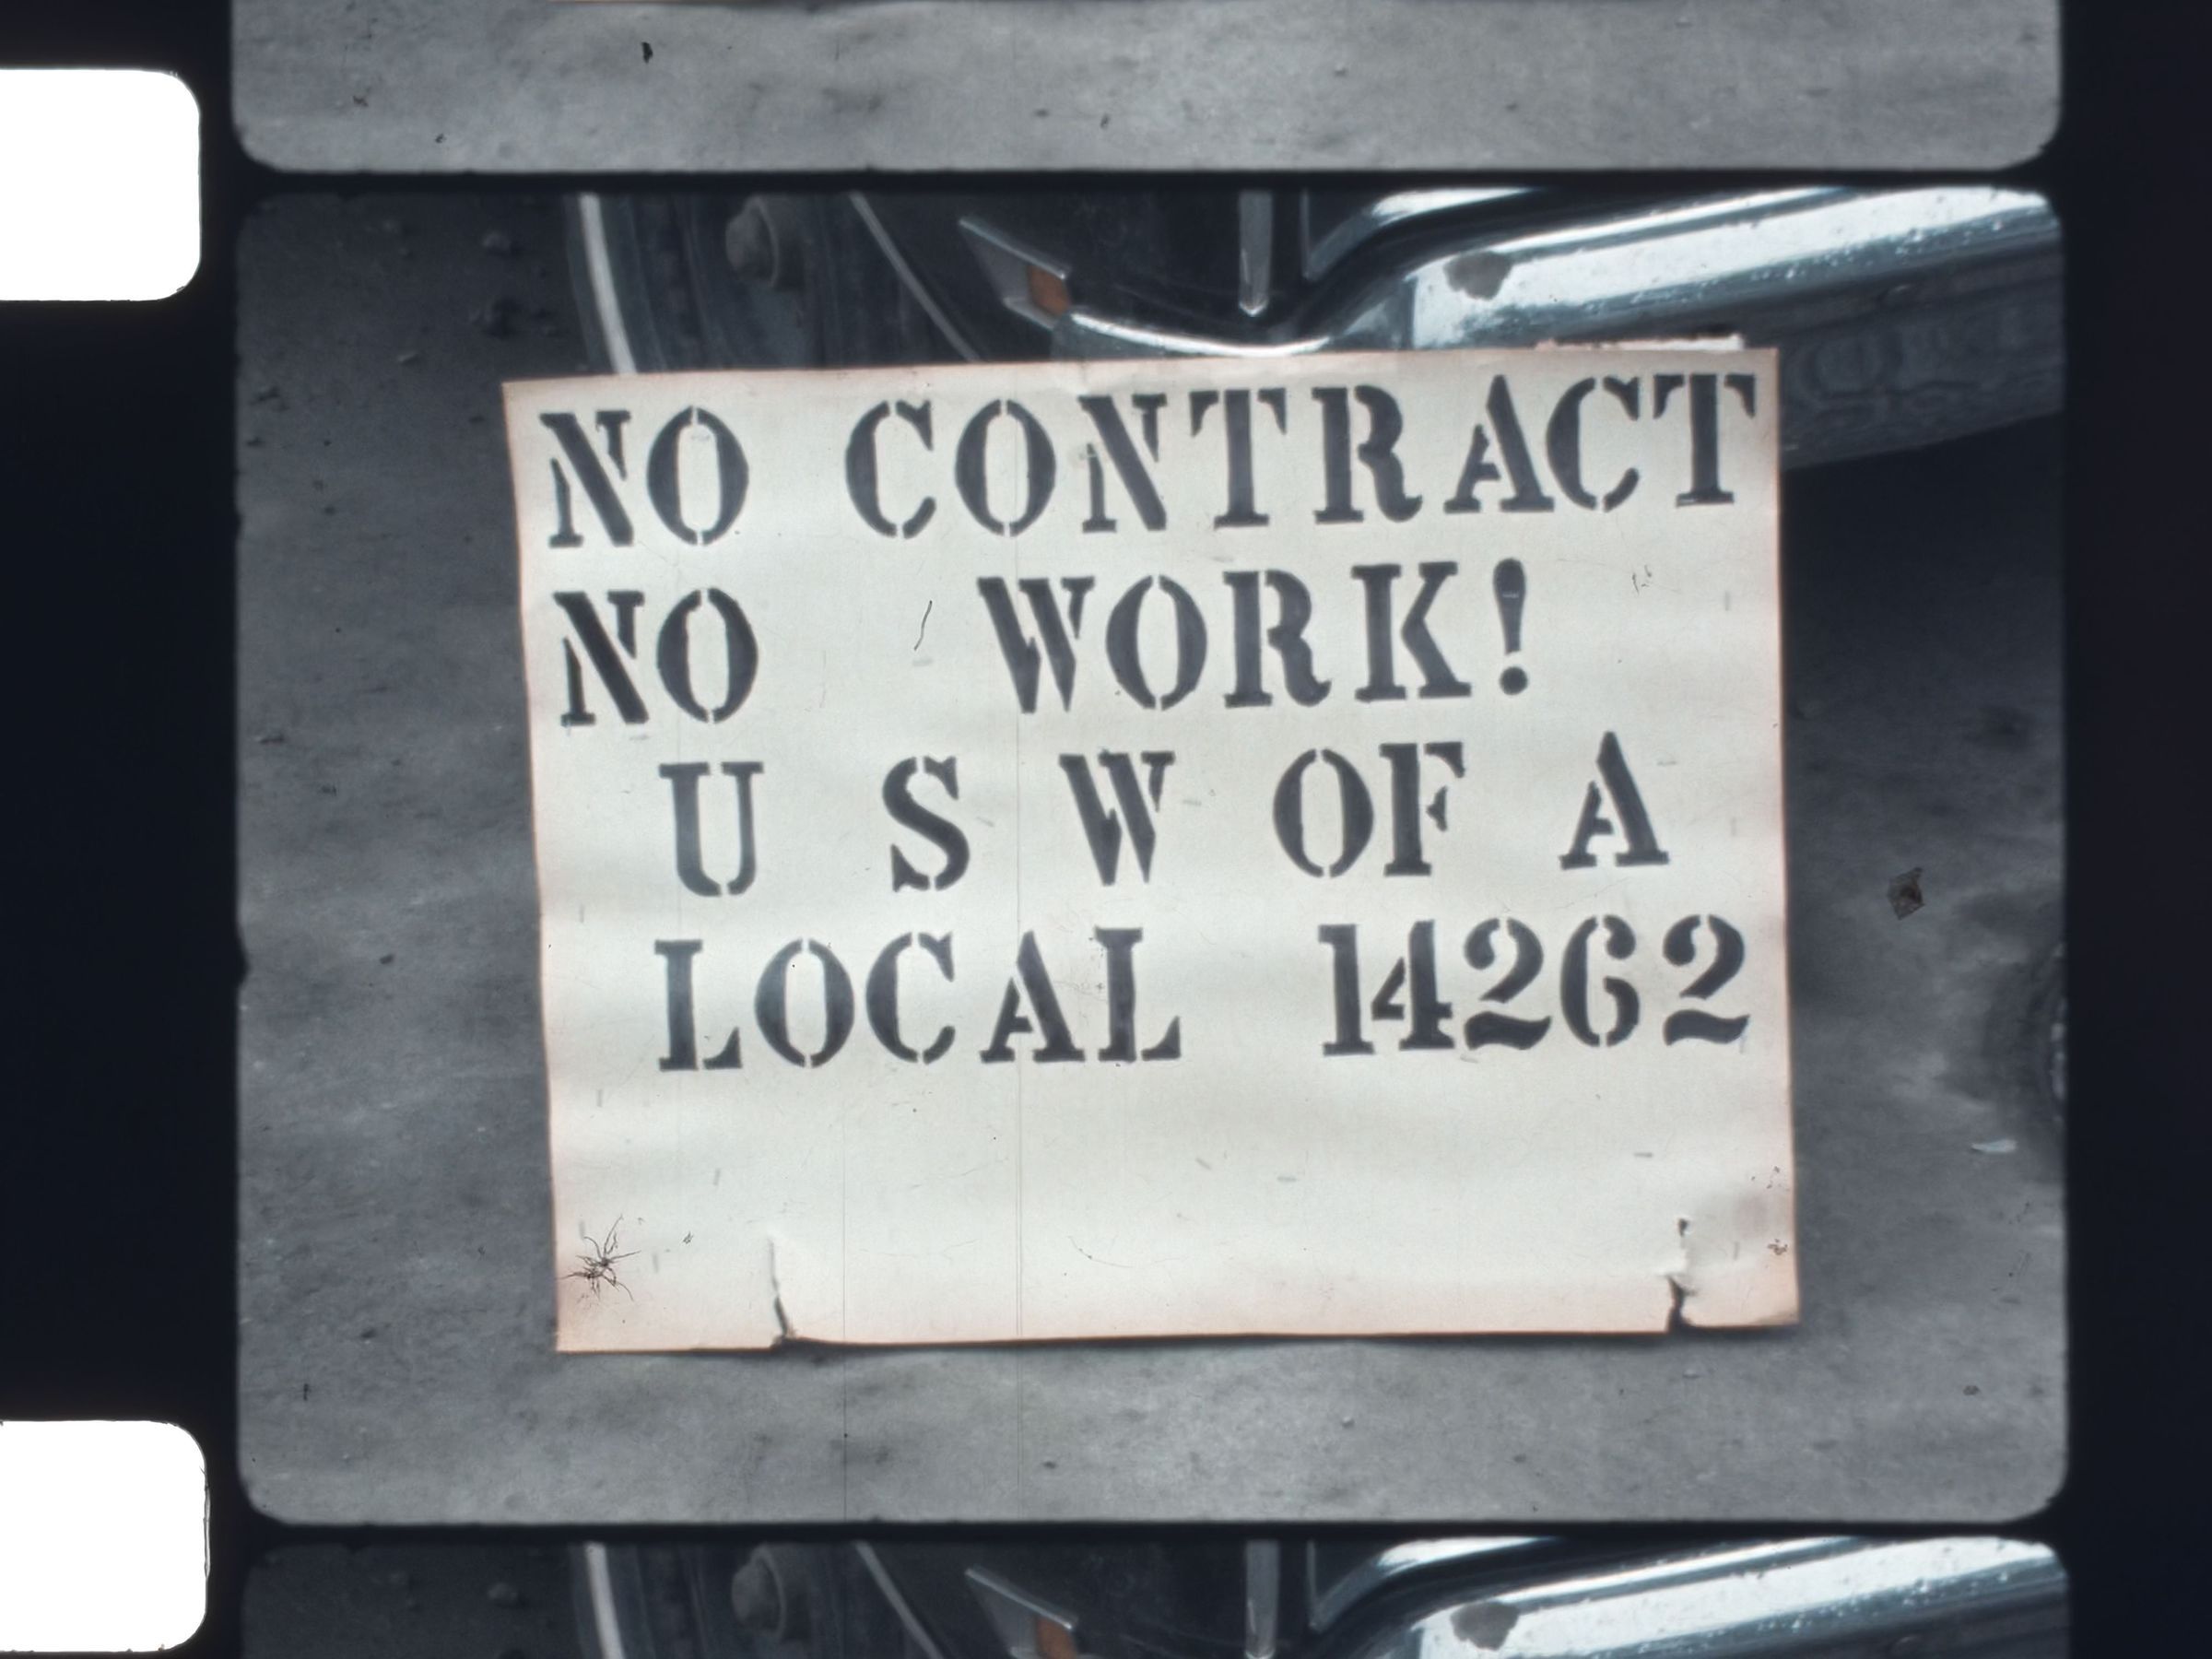 NO CONTRACT
NO WORK!
U S W OF A
LOCAL 14262